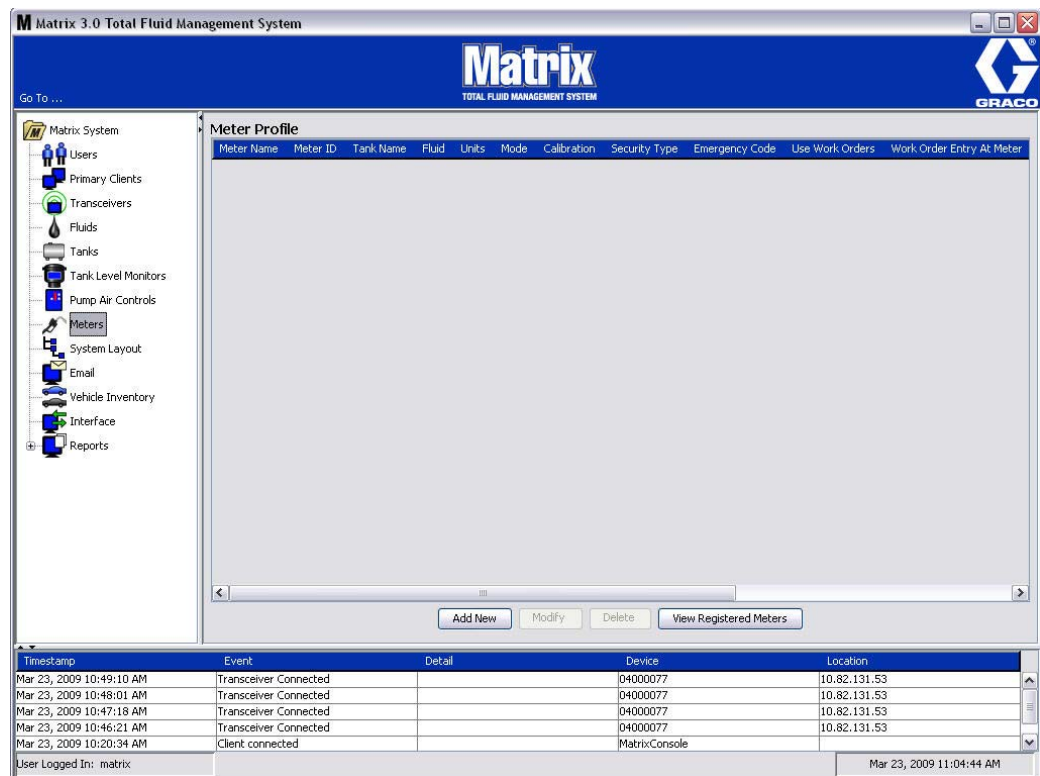 Matrix 3.0 Total Fluid Management System
Matrix
TOTAL FLUID MANAGEMENT SYSTEM
GRACO
Go To ...
Matrix System
Users
Primary Clients
Transceivers
Fluids
Tanks
Tank Level Monitors
Pump Air Controls
Meters
System Layout
Email
Vehicle Inventory
Interface
Reports
Meter Profile
Meter Name Meter ID Tank Name Fluid Units Mode Calibration Security Type Emergency Code Use Work Orders Work Order Entry At Meter
Add New Modify Delete View Registered Meters
Timestamp Event Detail Device Location
Mar 23, 2009 10:49:10 AM Transceiver Connected 04000077 10.82.131.53
Mar 23, 2009 10:48:01 AM Transceiver Connected 04000077 10.82.131.53
Mar 23, 2009 10:47:18 AM Transceiver Connected 04000077 10.82.131.53
Mar 23, 2009 10:46:21 AM Transceiver Connected 04000077 10.82.131.53
Mar 23, 2009 10:20:34 AM Client connected MatrixConsole
User Logged In: matrix Mar 23, 2009 11:04:44 AM